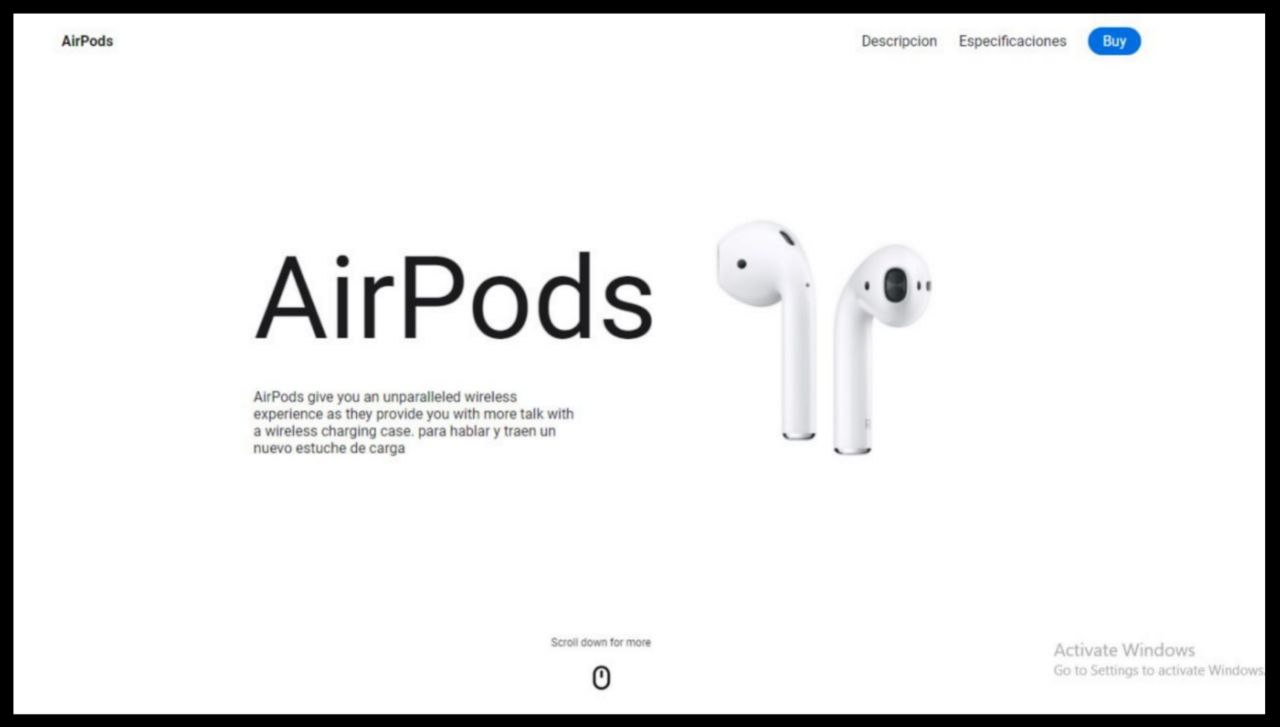 AirPods
Descripcion Especificaciones Buy
AirPods
AirPods give you an unparalleled wireless
experience as they provide you with more talk with
a wireless charging case. para hablar y traen un
nuevo estuche de carga
Scroll down for more
Activate Windows
Go to Settings to activate Windows.